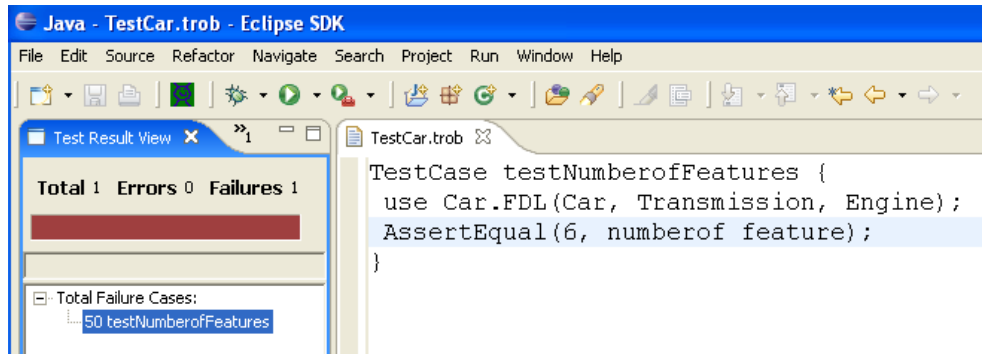 Java - TestCar.trob - Eclipse SDK
File Edit Source Refactor Navigate Search Project Run Window Help
Test Result View »1
TestCar.trob
Total 1 Errors 0 Failures 1
TestCase testNumberofFeatures {
use Car.FDL(Car, Transmission, Engine);
AssertEqual(6, numberof feature);
}
Total Failure Cases:
50 testNumberofFeatures